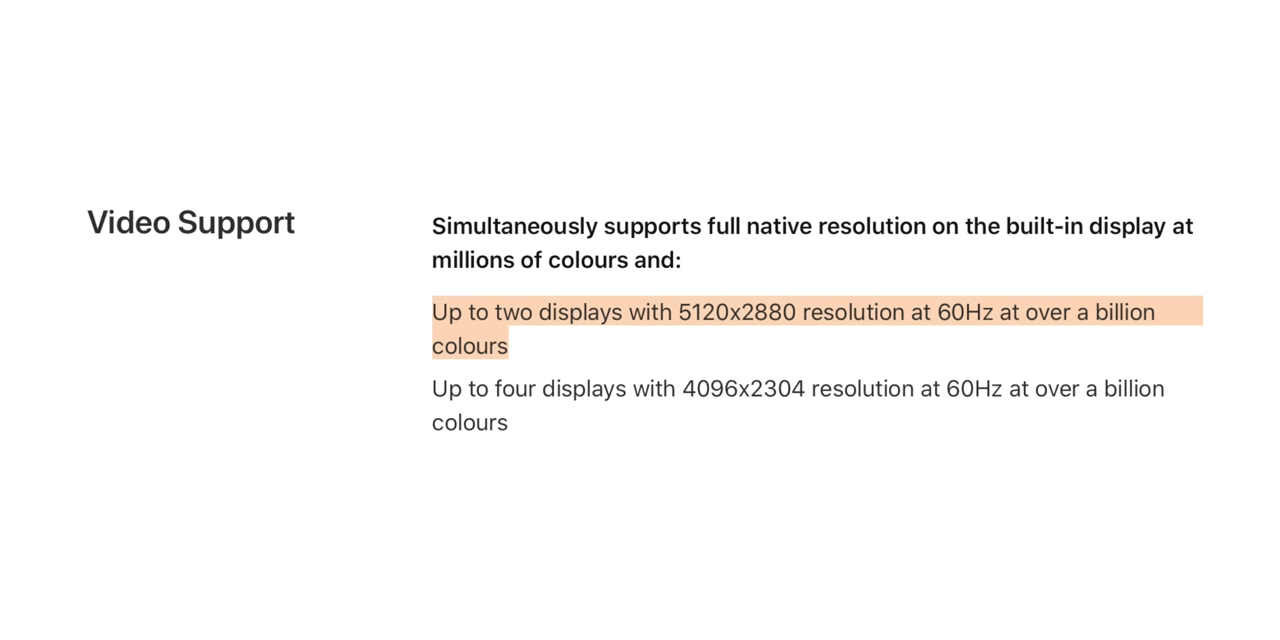 Video Support
Simultaneously supports full native resolution on the built-in display at
millions of colours and:
Up to two displays with 5120x2880 resolution at 60Hz at over a billion
colours
Up to four displays with 4096x2304 resolution at 60Hz at over a billion
colours